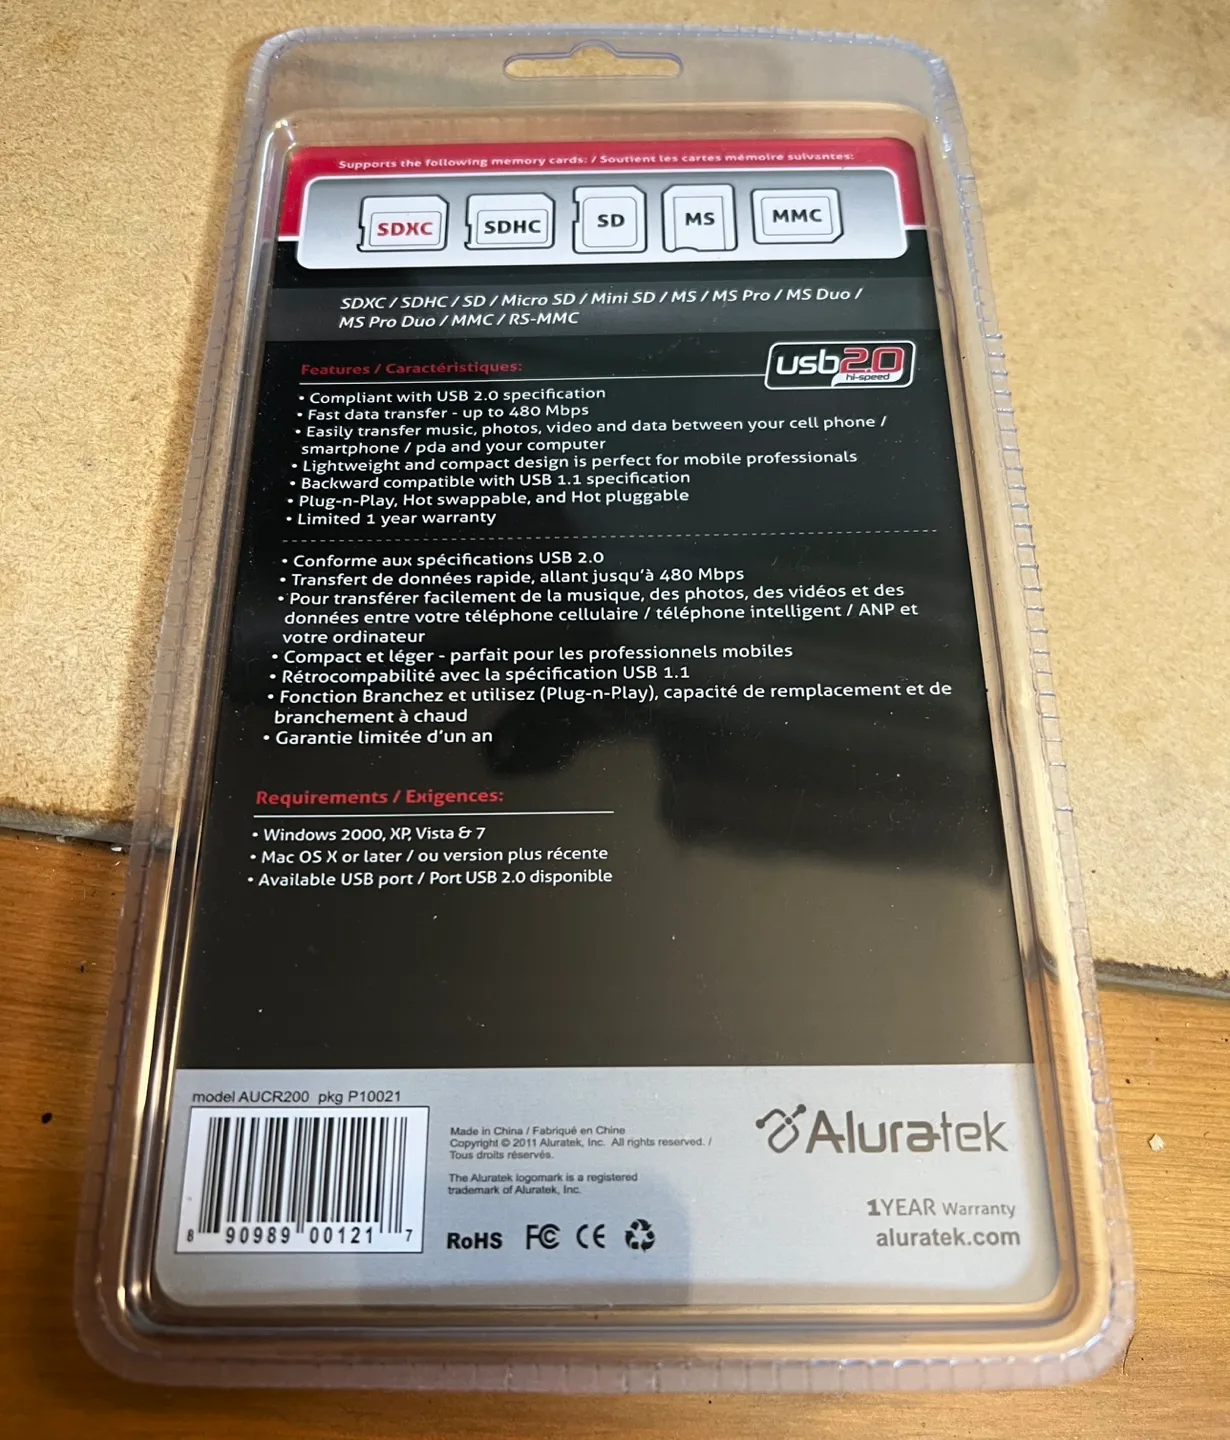 Supports the following memory cards: / Soutient les cartes mémoire suivantes:
SDXC
SDHC
SD
MS
MMC
SDXC / SDHC / SD / Micro SD / Mini SD / MS / MS Pro / MS Duo /
MS Pro Duo / MMC / RS-MMC
usb2.0
hi-speed
Features / Caractéristiques:
• Compliant with USB 2.0 specification
• Fast data transfer - up to 480 Mbps
• Easily transfer music, photos, video and data between your cell phone /
smartphone / pda and your computer
• Lightweight and compact design is perfect for mobile professionals
• Backward compatible with USB 1.1 specification
• Plug-n-Play, Hot swappable, and Hot pluggable
• Limited 1 year warranty
• Conforme aux spécifications USB 2.0
• Transfert de données rapide, allant jusqu'à 480 Mbps
• Pour transférer facilement de la musique, des photos, des vidéos et des
données entre votre téléphone cellulaire / téléphone intelligent / ANP et
votre ordinateur
• Compact et léger - parfait pour les professionnels mobiles
• Rétrocompabilité avec la spécification USB 1.1
• Fonction Branchez et utilisez (Plug-n-Play), capacité de remplacement et de
branchement à chaud
• Garantie limitée d'un an
Requirements / Exigences:
• Windows 2000, XP, Vista & 7
• Mac OS X or later / ou version plus récente
• Available USB port / Port USB 2.0 disponible
model AUCR200 pkg P10021
8 90989 00121 7
Made in China / Fabriqué en Chine
Copyright © 2011 Aluratek, Inc. All rights reserved. /
Tous droits réservés.
The Aluratek logomark is a registered
trademark of Aluratek, Inc.
RoHS FC CE
Aluratek
1YEAR Warranty
aluratek.com